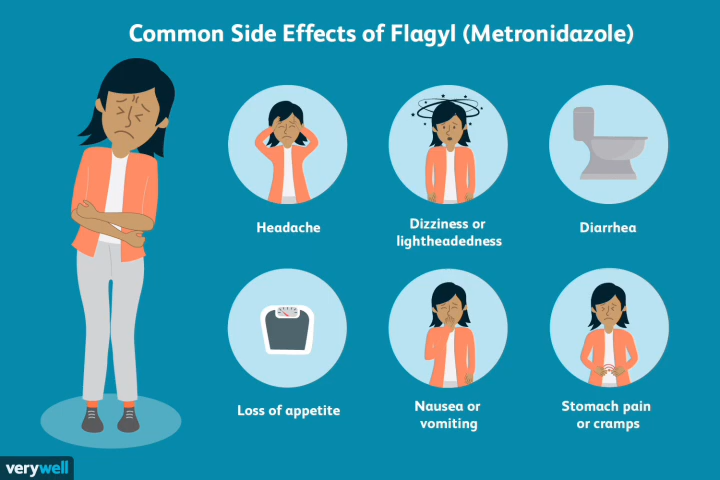 Common Side Effects of Flagyl (Metronidazole)
Headache
Dizziness or
lightheadedness
Diarrhea
Loss of appetite
Nausea or
vomiting
Stomach pain
or cramps
verywell